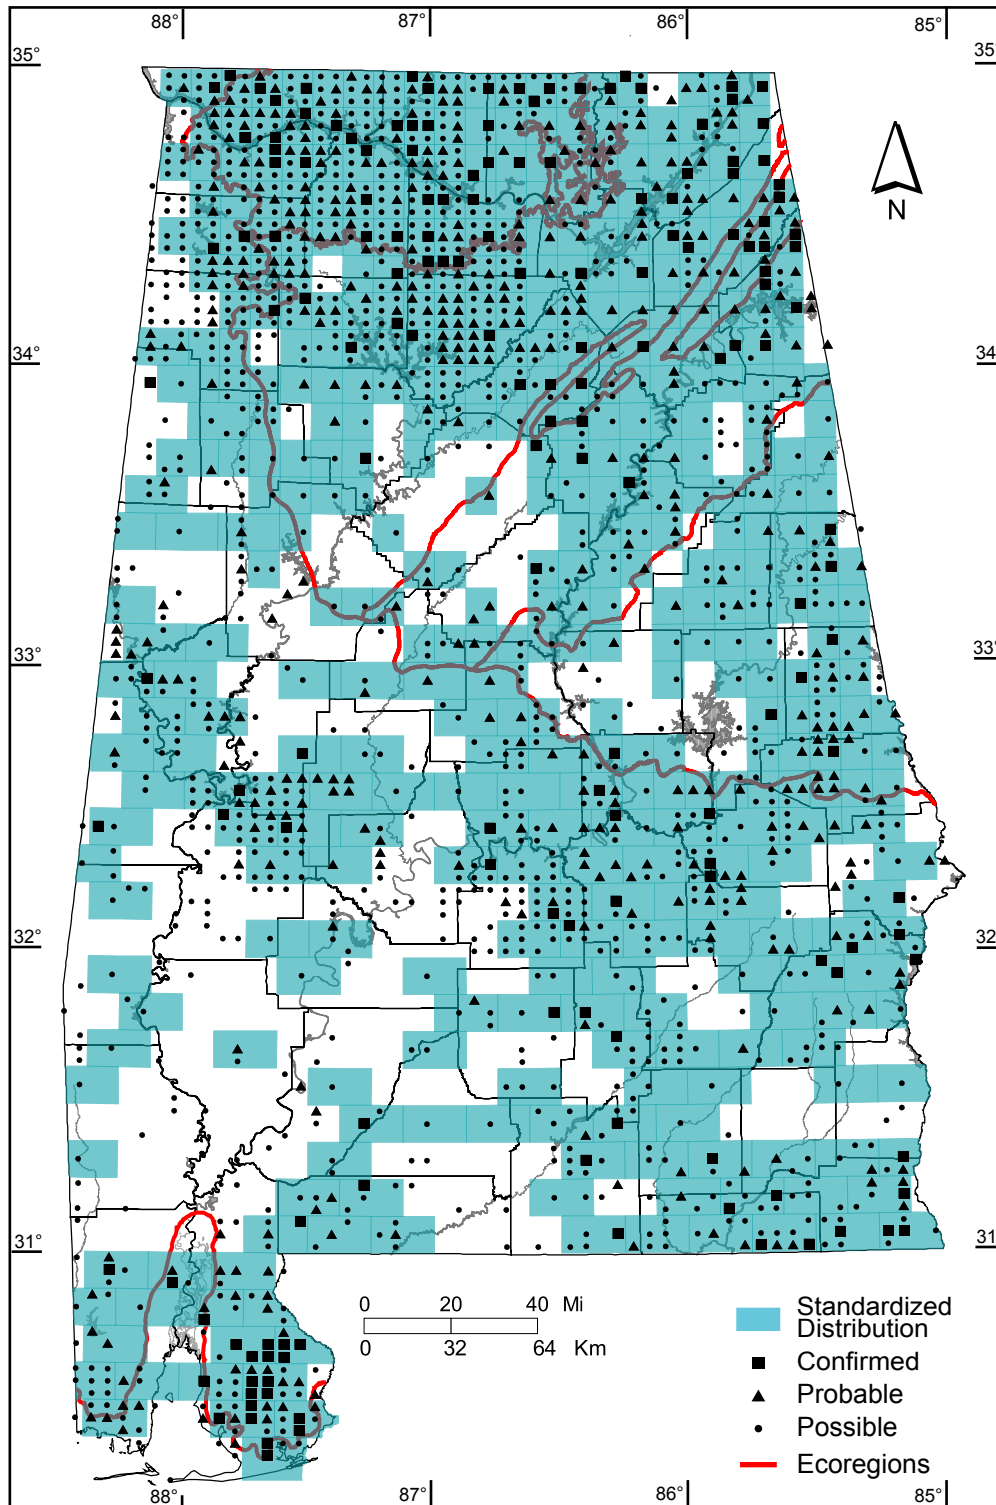 88° 87° 86° 85°
35° 35°
N
34° 34
33° 33°
32° 32
31° 31
0 20 40 Mi
0 32 64 Km
Standardized
Distribution
Confirmed
Probable
Possible
Ecoregions
88° 87° 86° 85°